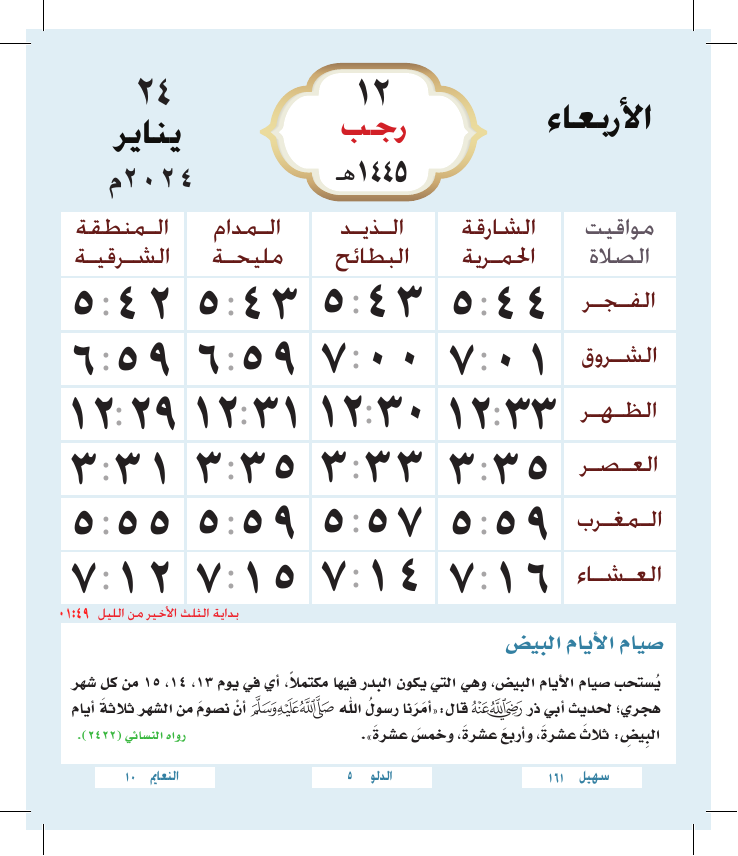 الأربعاء
١٢
رجب
١٤٤٥هـ
٢٤
يناير
٢٠٢٤م
مواقيت الصلاة | الشارقة الحمرية | الذيد البطائح | المدام مليحة | المنطقة الشرقية
الفجر ٥:٤٤ ٥:٤٣ ٥:٤٣ ٥:٤٢
الشروق ٧:٠١ ٧:٠٠ ٦:٥٩ ٦:٥٩
الظهر ١٢:٣٣ ١٢:٣٠ ١٢:٣١ ١٢:٢٩
العصر ٣:٣٥ ٣:٣٣ ٣:٣٥ ٣:٣١
المغرب ٥:٥٩ ٥:٥٧ ٥:٥٩ ٥:٥٥
العشاء ٧:١٦ ٧:١٤ ٧:١٥ ٧:١٢
بداية الثلث الأخير من الليل ٠١:٤٩
صيام الأيام البيض
يُستحب صيام الأيام البيض، وهي التي يكون البدر فيها مكتملاً، أي في يوم ١٣، ١٤، ١٥ من كل شهر
هجري؛ لحديث أبي ذر رَضِيَ اللَّهُ عَنْهُ قال: «أمَرَنا رسولُ الله صَلَّى اللَّهُ عَلَيْهِ وَسَلَّمَ أنْ نصومَ من الشهر ثلاثةَ أيام
البِيضِ: ثلاثَ عشرةَ، وأربعَ عشرةَ، وخمسَ عشرةَ». رواه النسائي (٢٤٢٢).
سهيل ١٦١
الدلو ٥
النعايم ١٠